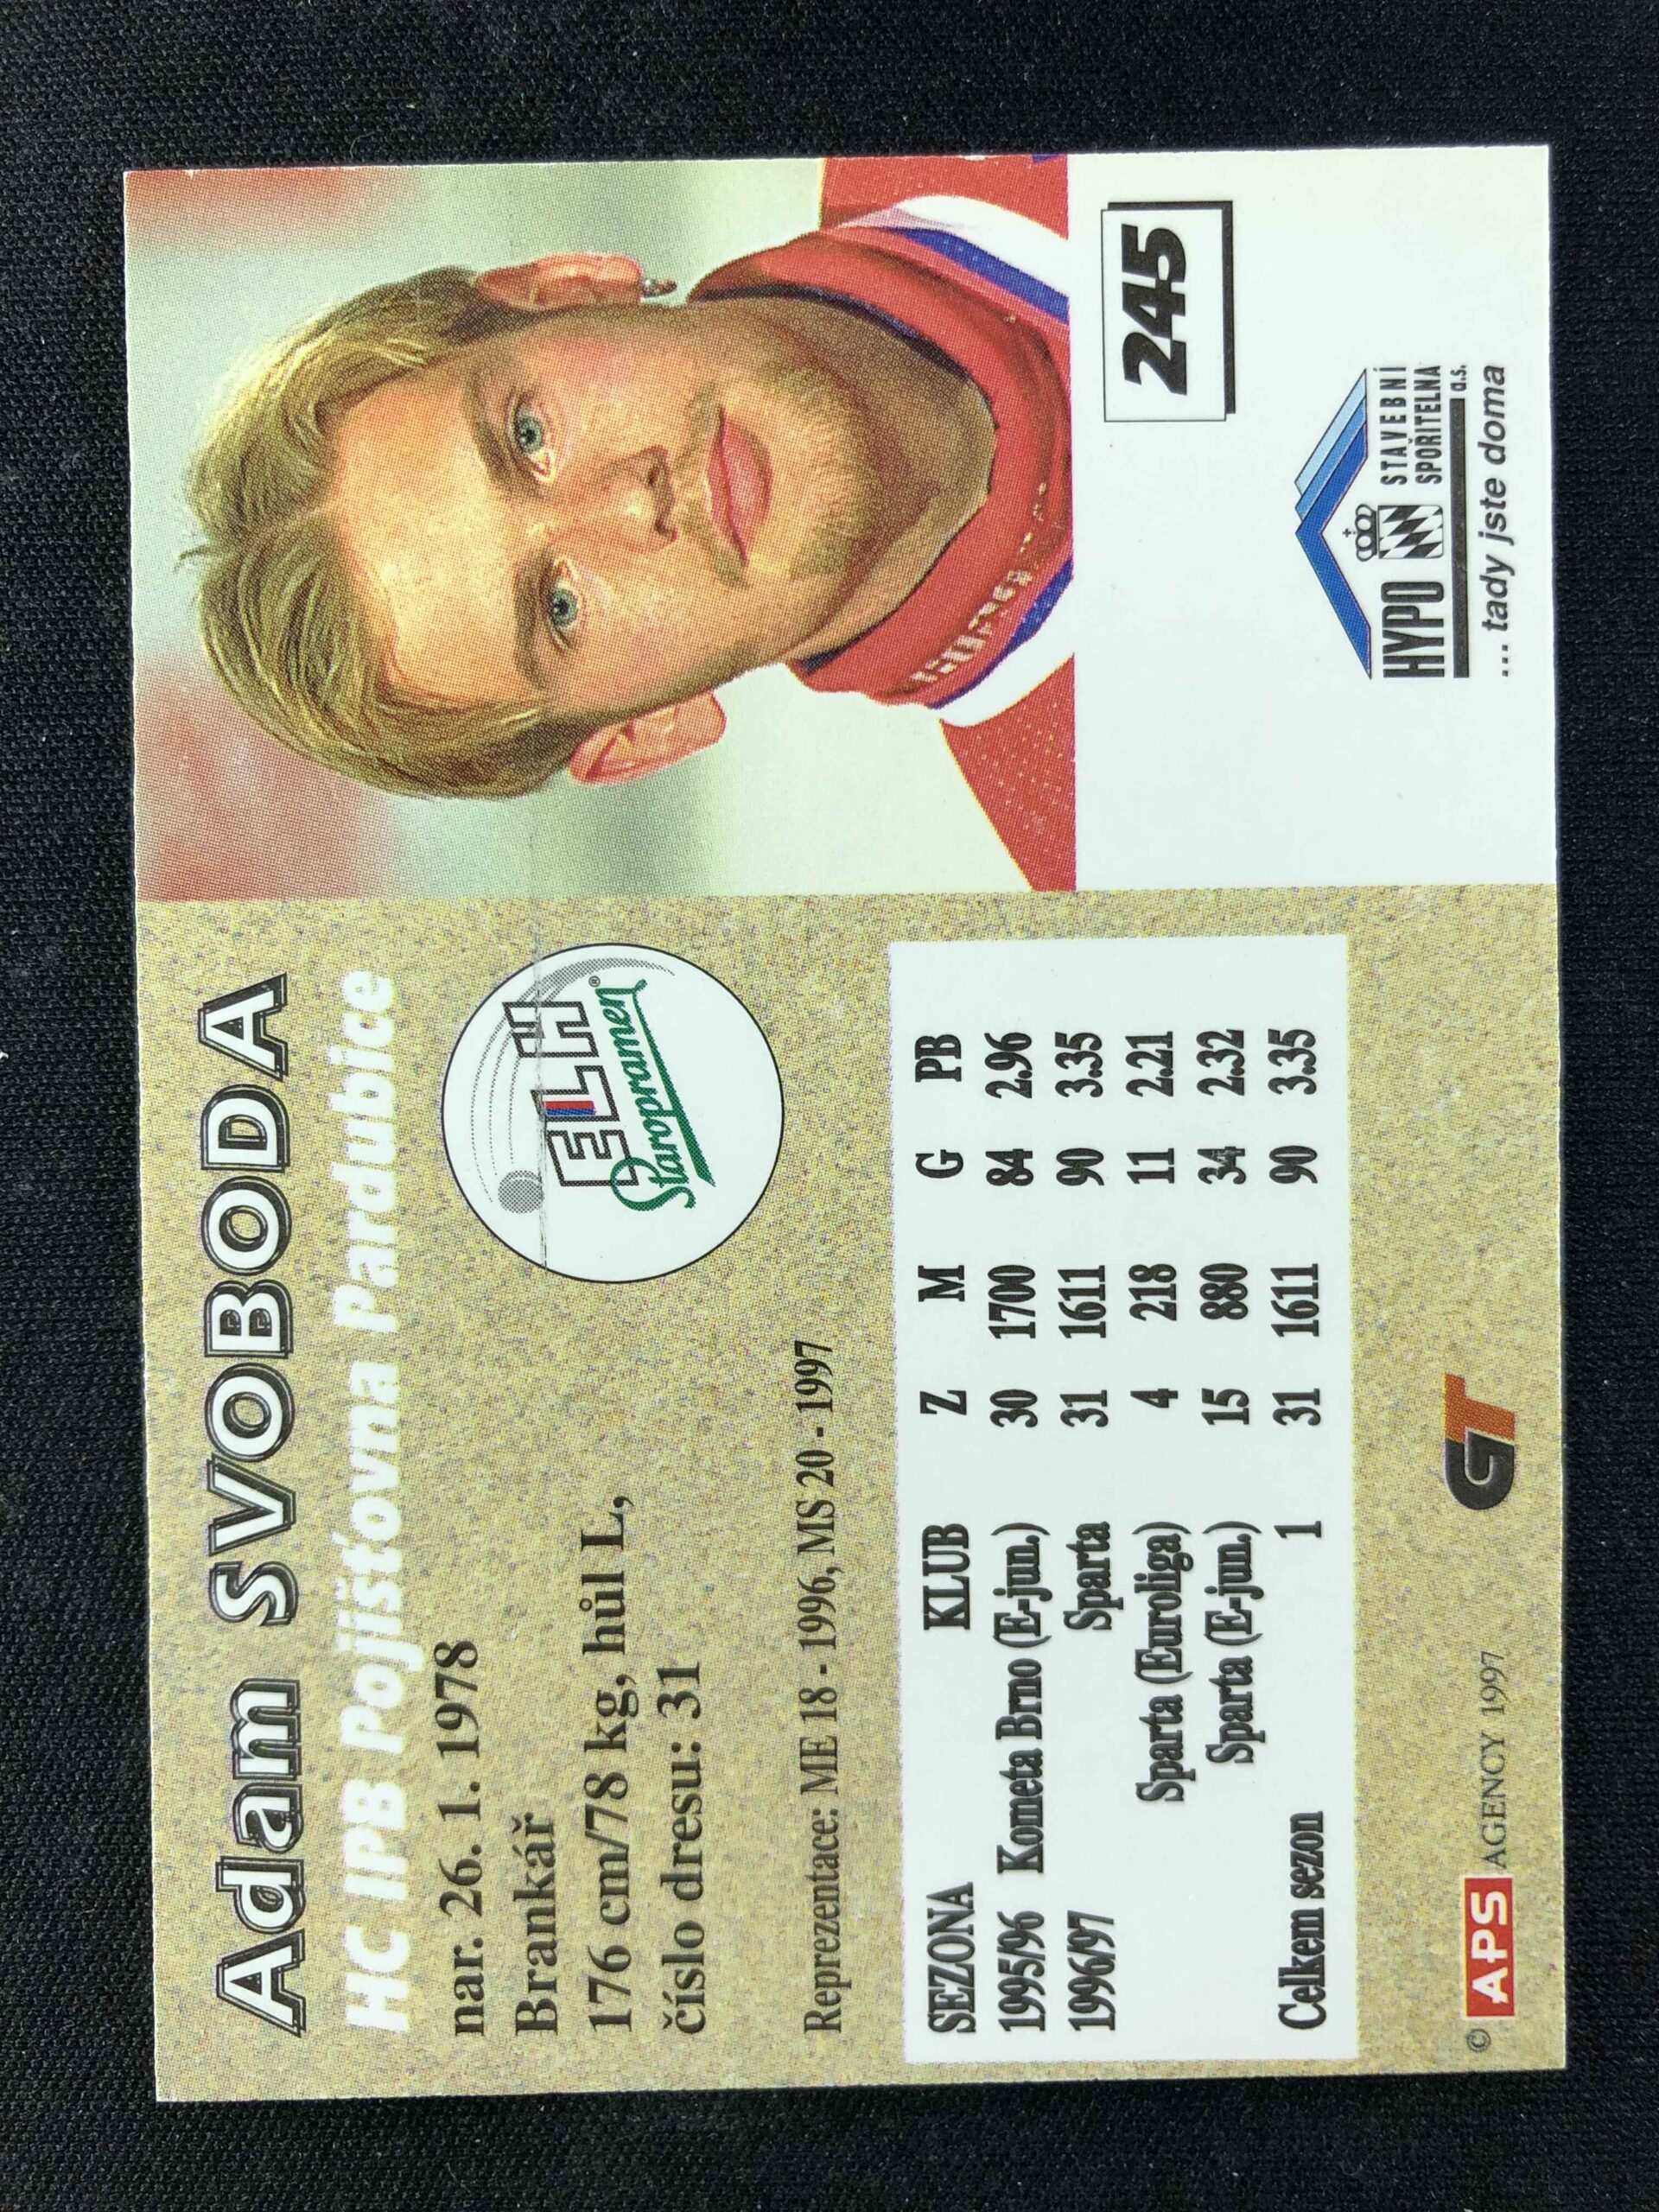 Adam SVOBODA
HC IPB Pojišťovna Pardubice
nar. 26. 1. 1978
Brankář
176 cm/78 kg, hůl L,
číslo dresu: 31
ELH
Staropramen®
Reprezentace: ME 18 - 1996, MS 20 - 1997
SEZONA KLUB Z M G PB
1995/96 Kometa Brno (E-jun.) 30 1700 84 2.96
1996/97 Sparta 31 1611 90 3.35
Sparta (Euroliga) 4 218 11 2.21
Sparta (E-jun.) 15 880 34 2.32
Celkem sezon 1 31 1611 90 3.35
© APS AGENCY 1997
GT
245
HYPO STAVEBNÍ
SPOŘITELNA
a.s.
... tady jste doma